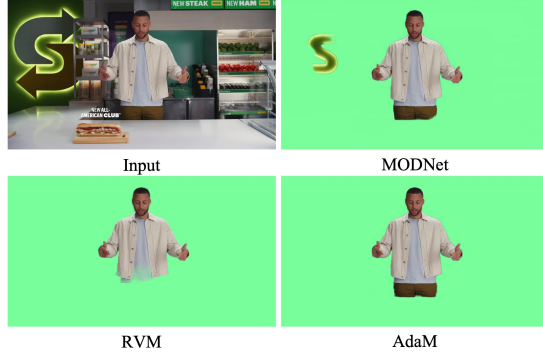 NEW STEAK
NEW HAM
S
NEW ALL-
AMERICAN CLUB
S
Input
MODNet
RVM
AdaM